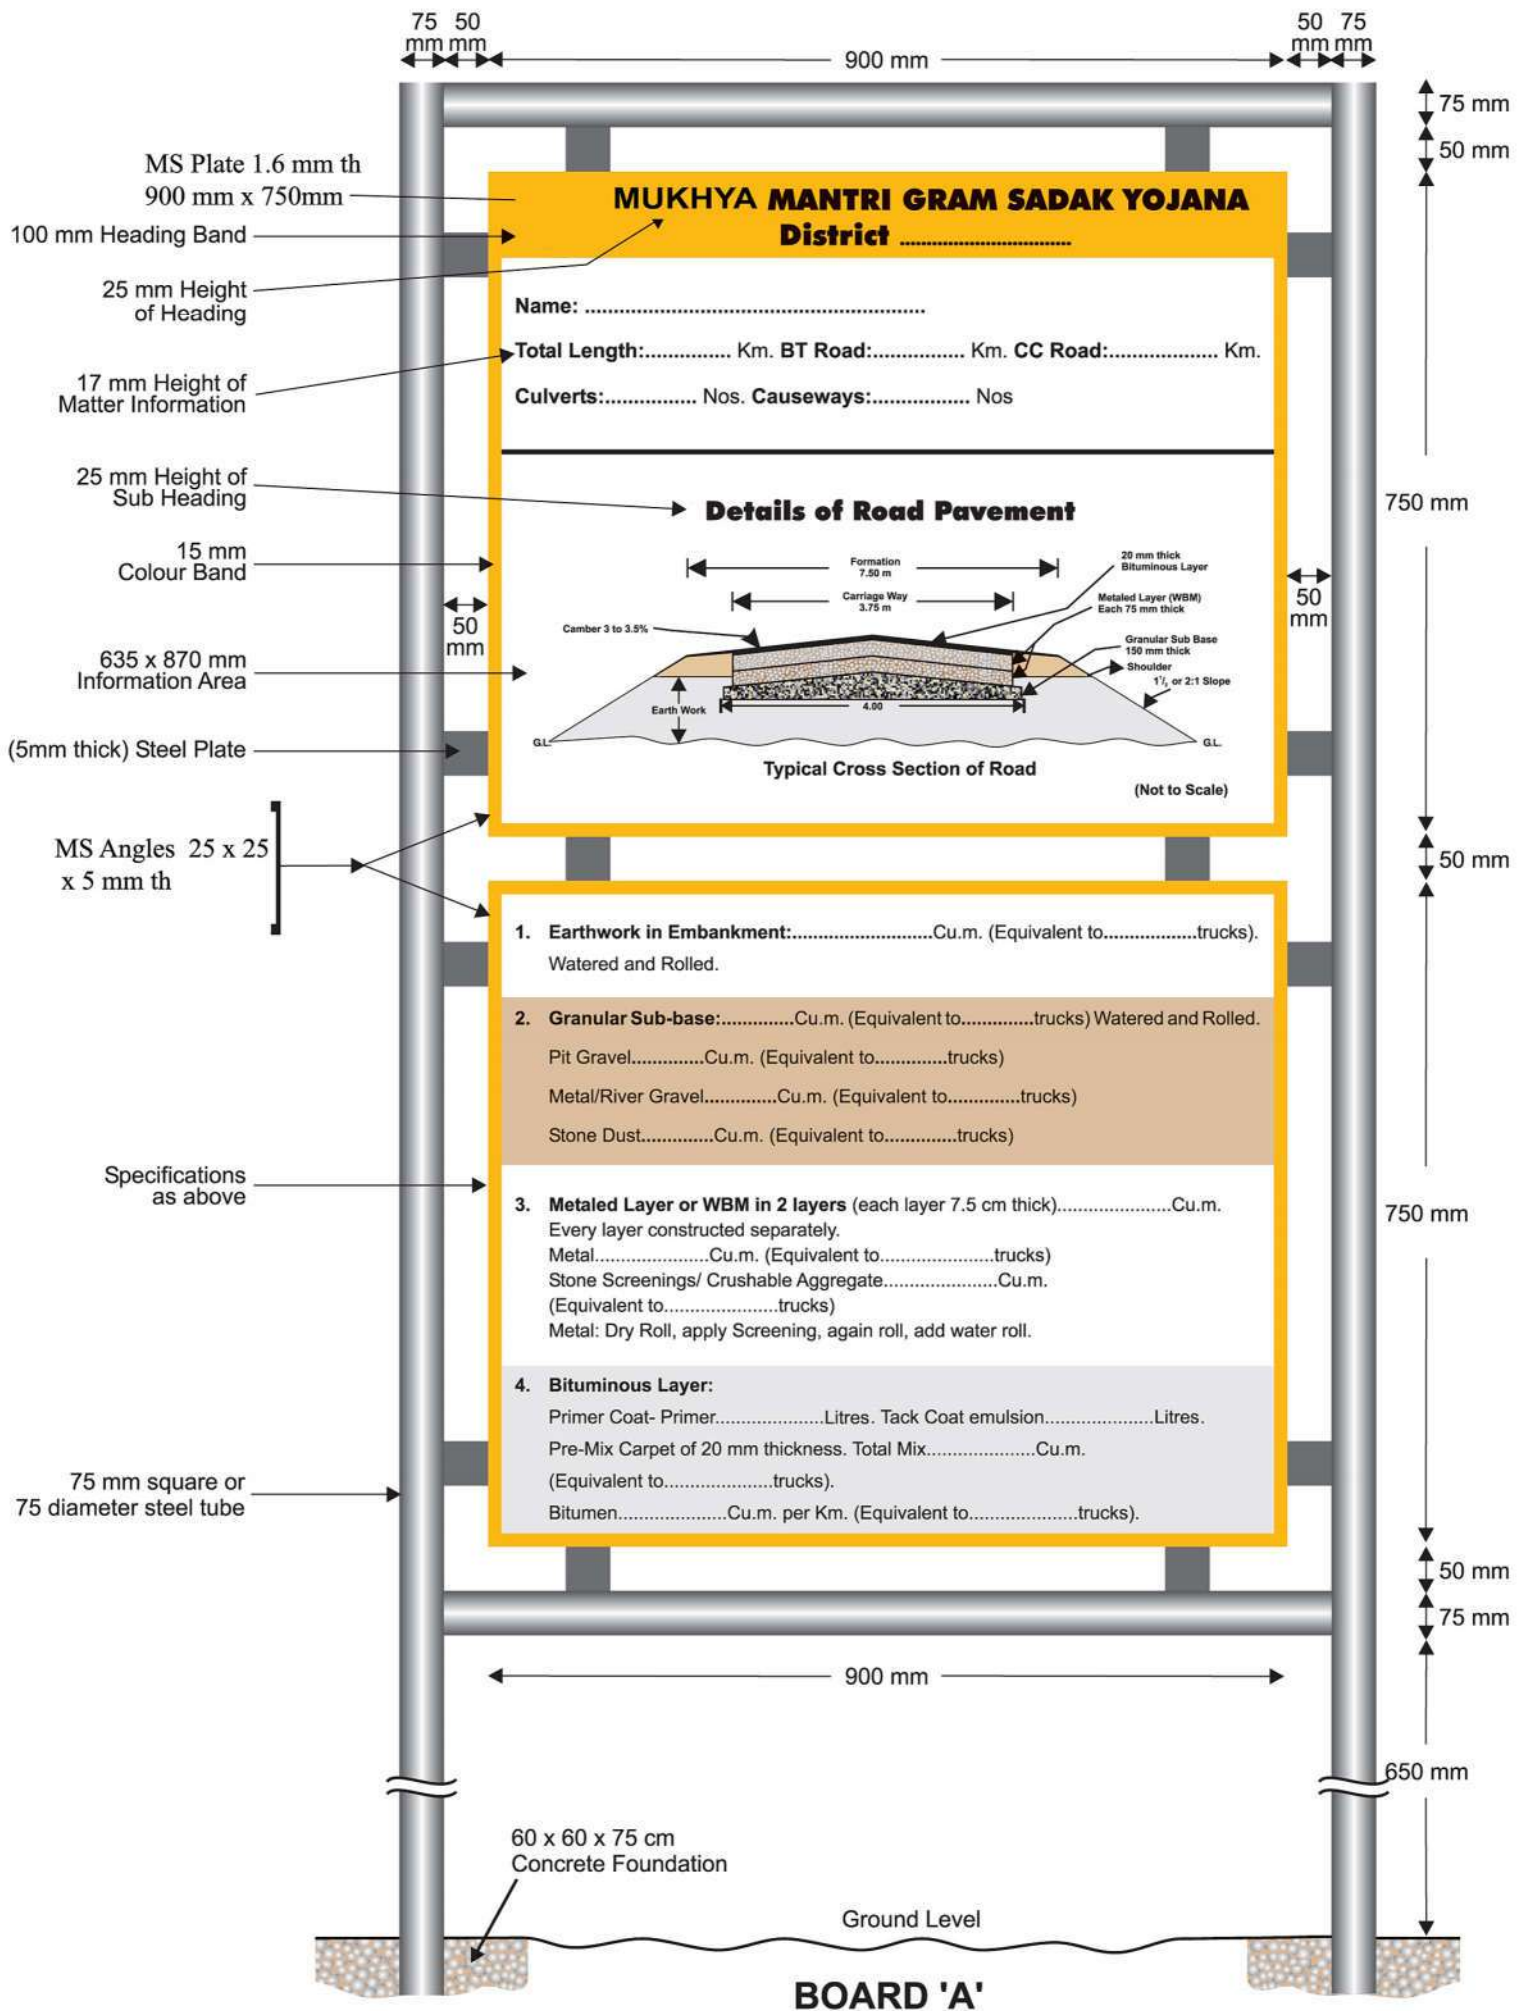 75 50
mm mm
900 mm
50 75
mm mm
75 mm
50 mm
MS Plate 1.6 mm th
900 mm x 750mm
100 mm Heading Band
25 mm Height
of Heading
17 mm Height of
Matter Information
25 mm Height of
Sub Heading
15 mm
Colour Band
50
mm
635 x 870 mm
Information Area
(5mm thick) Steel Plate
MS Angles 25 x 25
x 5 mm th
MUKHYA MANTRI GRAM SADAK YOJANA
District ................................
Name: ...........................................................
Total Length:............... Km. BT Road:................ Km. CC Road:................... Km.
Culverts:................ Nos. Causeways:................. Nos
Details of Road Pavement
Formation
7.50 m
Carriage Way
3.75 m
20 mm thick
Bituminous Layer
Metaled Layer (WBM)
Each 75 mm thick
Camber 3 to 3.5%
Granular Sub Base
150 mm thick
Shoulder
1¹/₂ or 2:1 Slope
Earth Work
4.00
G.L.
G.L.
Typical Cross Section of Road
(Not to Scale)
750 mm
50
mm
50 mm
1. Earthwork in Embankment:...........................Cu.m. (Equivalent to..................trucks).
Watered and Rolled.
2. Granular Sub-base:..............Cu.m. (Equivalent to..............trucks) Watered and Rolled.
Pit Gravel..............Cu.m. (Equivalent to..............trucks)
Metal/River Gravel..............Cu.m. (Equivalent to..............trucks)
Stone Dust..............Cu.m. (Equivalent to..............trucks)
3. Metaled Layer or WBM in 2 layers (each layer 7.5 cm thick)......................Cu.m.
Every layer constructed separately.
Metal......................Cu.m. (Equivalent to......................trucks)
Stone Screenings/ Crushable Aggregate......................Cu.m.
(Equivalent to......................trucks)
Metal: Dry Roll, apply Screening, again roll, add water roll.
4. Bituminous Layer:
Primer Coat- Primer.....................Litres. Tack Coat emulsion.....................Litres.
Pre-Mix Carpet of 20 mm thickness. Total Mix.....................Cu.m.
(Equivalent to.....................trucks).
Bitumen.....................Cu.m. per Km. (Equivalent to.....................trucks).
Specifications
as above
75 mm square or
75 diameter steel tube
750 mm
50 mm
75 mm
900 mm
650 mm
60 x 60 x 75 cm
Concrete Foundation
Ground Level
BOARD 'A'